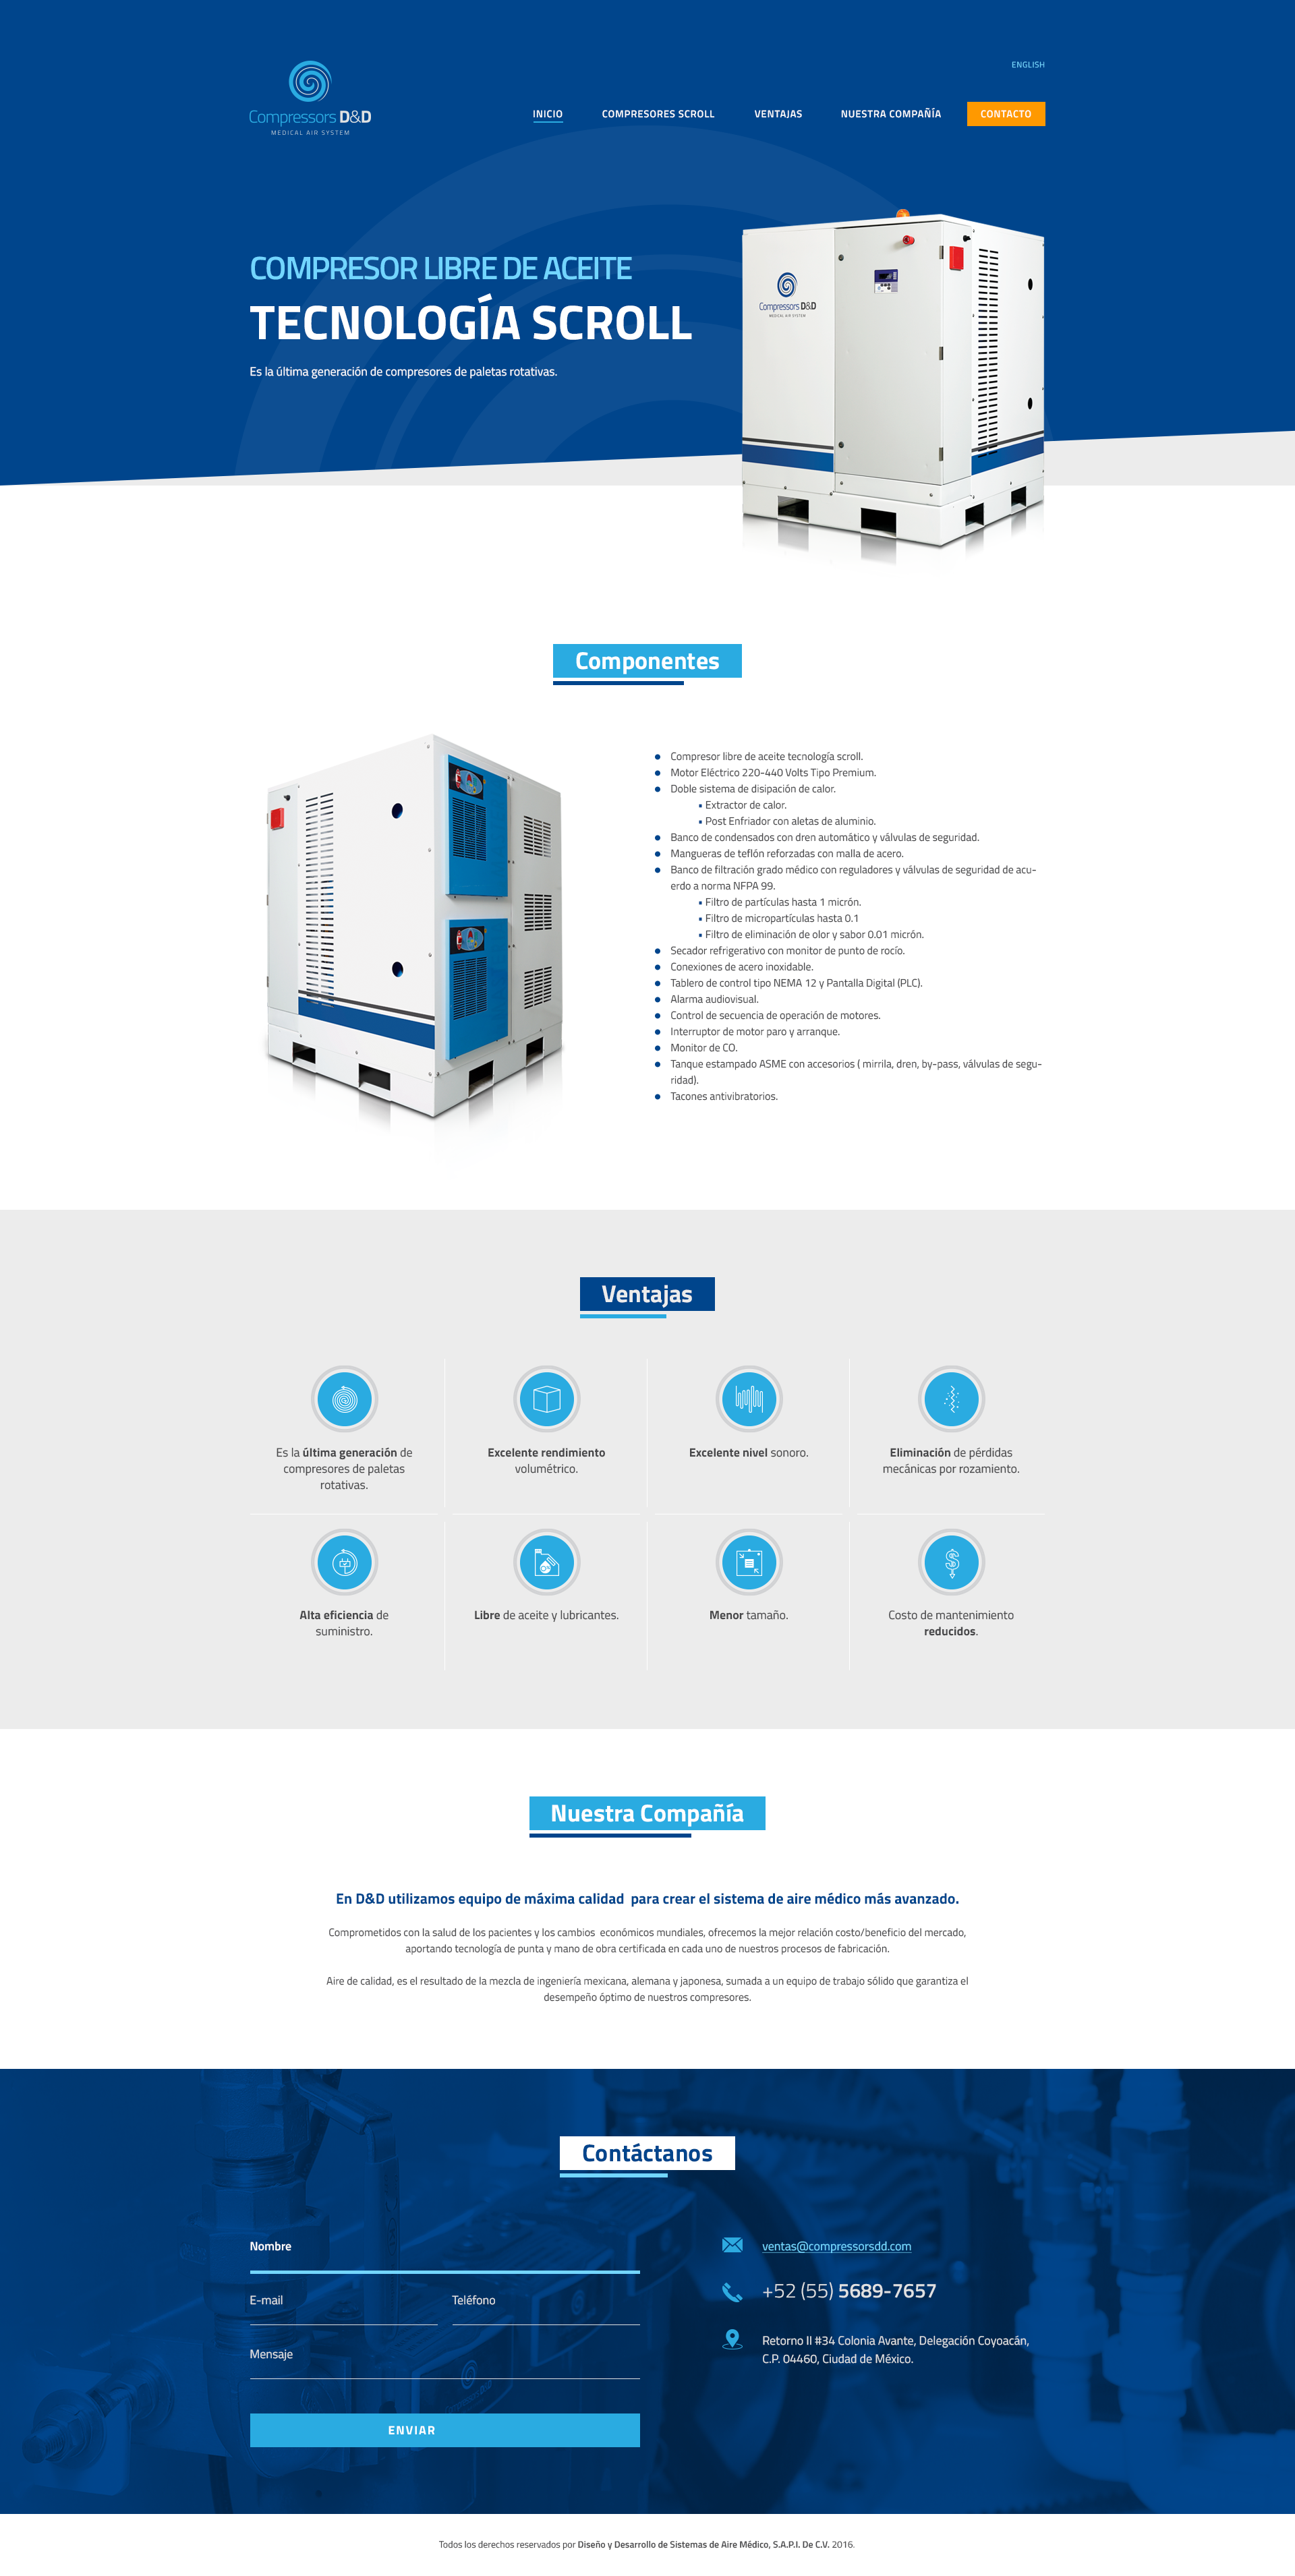 ENGLISH
Compressors D&D
MEDICAL AIR SYSTEM
INICIO
COMPRESORES SCROLL
VENTAJAS
NUESTRA COMPAÑÍA
CONTACTO
COMPRESOR LIBRE DE ACEITE
TECNOLOGÍA SCROLL
Es la última generación de compresores de paletas rotativas.
Compressors D&D
MEDICAL AIR SYSTEM
Componentes
Compresor libre de aceite tecnología scroll.
Motor Eléctrico 220-440 Volts Tipo Premium.
Doble sistema de disipación de calor.
▪ Extractor de calor.
▪ Post Enfriador con aletas de aluminio.
Banco de condensados con dren automático y válvulas de seguridad.
Mangueras de teflón reforzadas con malla de acero.
Banco de filtración grado médico con reguladores y válvulas de seguridad de acu-
erdo a norma NFPA 99.
▪ Filtro de partículas hasta 1 micrón.
▪ Filtro de micropartículas hasta 0.1
▪ Filtro de eliminación de olor y sabor 0.01 micrón.
Secador refrigerativo con monitor de punto de rocío.
Conexiones de acero inoxidable.
Tablero de control tipo NEMA 12 y Pantalla Digital (PLC).
Alarma audiovisual.
Control de secuencia de operación de motores.
Interruptor de motor paro y arranque.
Monitor de CO.
Tanque estampado ASME con accesorios ( mirrila, dren, by-pass, válvulas de segu-
ridad).
Tacones antivibratorios.
Ventajas
Es la última generación de
compresores de paletas
rotativas.
Excelente rendimiento
volumétrico.
Excelente nivel sonoro.
Eliminación de pérdidas
mecánicas por rozamiento.
Alta eficiencia de
suministro.
Libre de aceite y lubricantes.
Menor tamaño.
Costo de mantenimiento
reducidos.
Nuestra Compañía
En D&D utilizamos equipo de máxima calidad  para crear el sistema de aire médico más avanzado.
Comprometidos con la salud de los pacientes y los cambios  económicos mundiales, ofrecemos la mejor relación costo/beneficio del mercado,
aportando tecnología de punta y mano de obra certificada en cada uno de nuestros procesos de fabricación.
Aire de calidad, es el resultado de la mezcla de ingeniería mexicana, alemana y japonesa, sumada a un equipo de trabajo sólido que garantiza el
desempeño óptimo de nuestros compresores.
Contáctanos
Nombre
E-mail
Teléfono
Mensaje
ENVIAR
ventas@compressorsdd.com
+52 (55) 5689-7657
Retorno II #34 Colonia Avante, Delegación Coyoacán,
C.P. 04460, Ciudad de México.
Todos los derechos reservados por Diseño y Desarrollo de Sistemas de Aire Médico, S.A.P.I. De C.V. 2016.